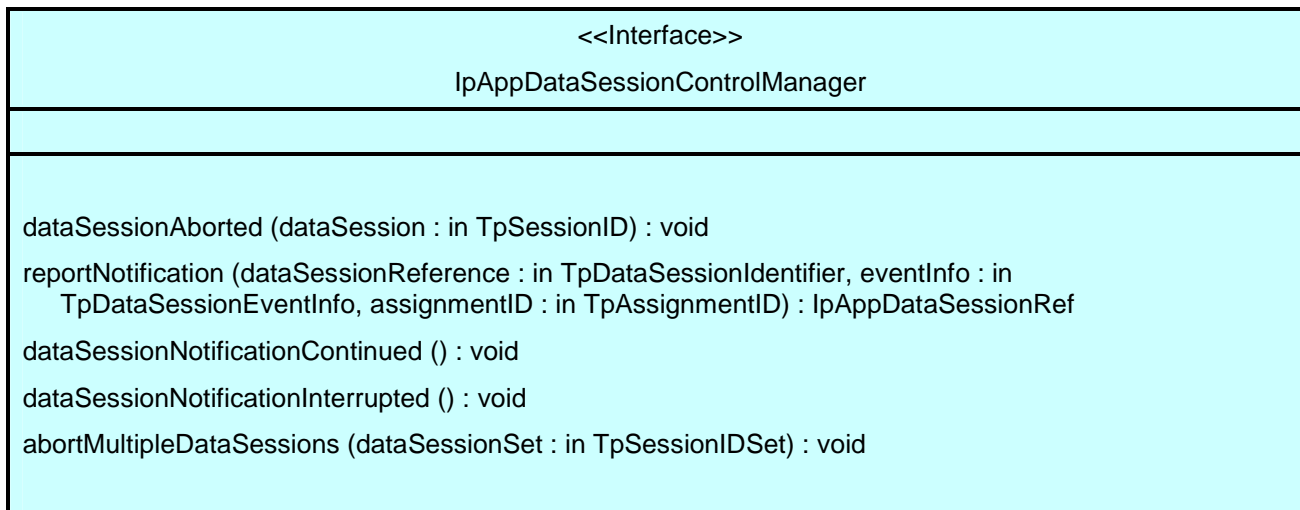 <<Interface>>
IpAppDataSessionControlManager
dataSessionAborted (dataSession : in TpSessionID) : void
reportNotification (dataSessionReference : in TpDataSessionIdentifier, eventInfo : in
TpDataSessionEventInfo, assignmentID : in TpAssignmentID) : IpAppDataSessionRef
dataSessionNotificationContinued () : void
dataSessionNotificationInterrupted () : void
abortMultipleDataSessions (dataSessionSet : in TpSessionIDSet) : void